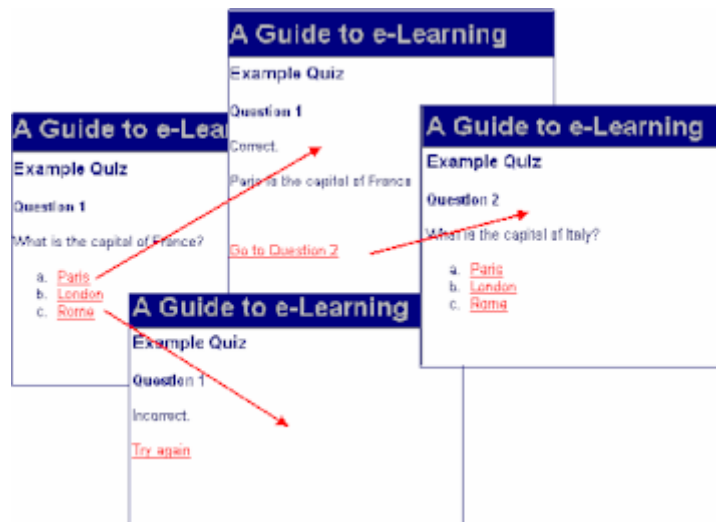 A Guide to e-Learning
Example Quiz
Question 1
Correct.
Paris is the capital of France
Go to Question 2
A Guide to e-Lea
Example Quiz
Question 1
What is the capital of France?
a. Paris
b. London
c. Rome
A Guide to e-Learning
Example Quiz
Question 2
What is the capital of Italy?
a. Paris
b. London
c. Rome
A Guide to e-Learning
Example Quiz
Question 1
Incorrect.
Try again